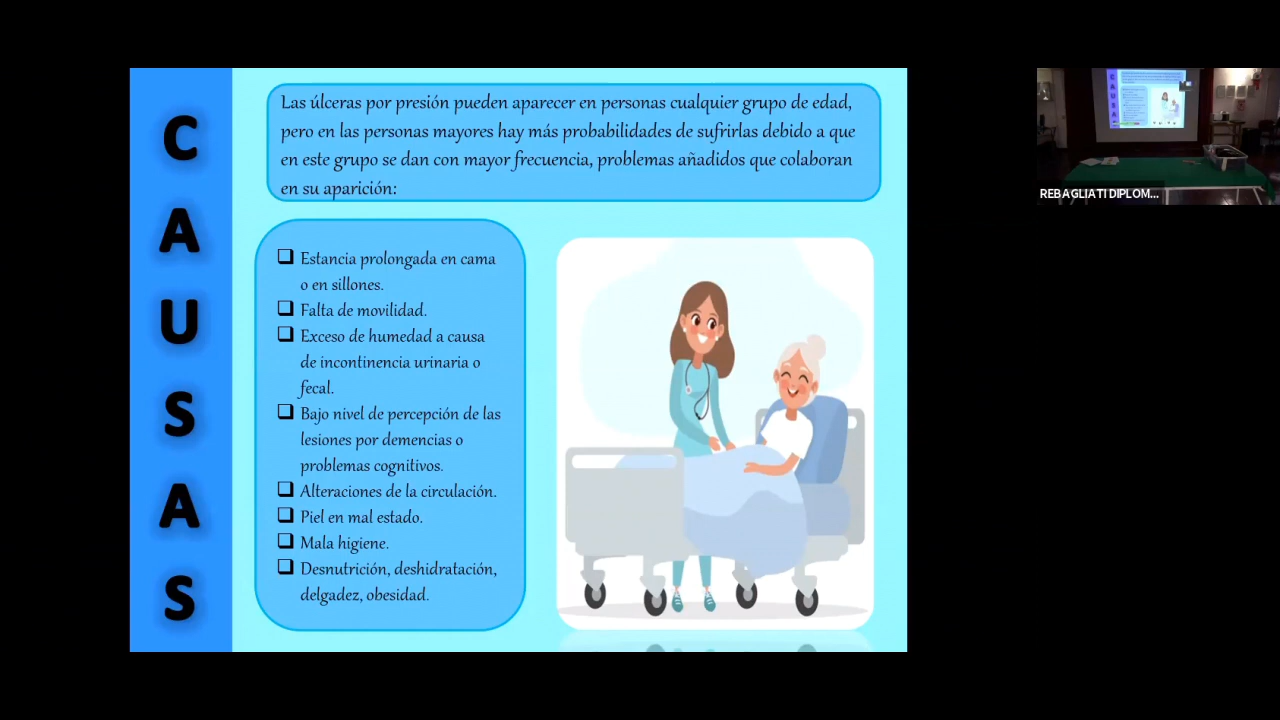 CAUSAS
Las úlceras por presión pueden aparecer en personas cualquier grupo de edad,
pero en las personas mayores hay más probabilidades de sufrirlas debido a que
en este grupo se dan con mayor frecuencia, problemas añadidos que colaboran
en su aparición:
Estancia prolongada en cama
o en sillones.
Falta de movilidad.
Exceso de humedad a causa
de incontinencia urinaria o
fecal.
Bajo nivel de percepción de las
lesiones por demencias o
problemas cognitivos.
Alteraciones de la circulación.
Piel en mal estado.
Mala higiene.
Desnutrición, deshidratación,
delgadez, obesidad.
REBAGLIATI DIPLOM...